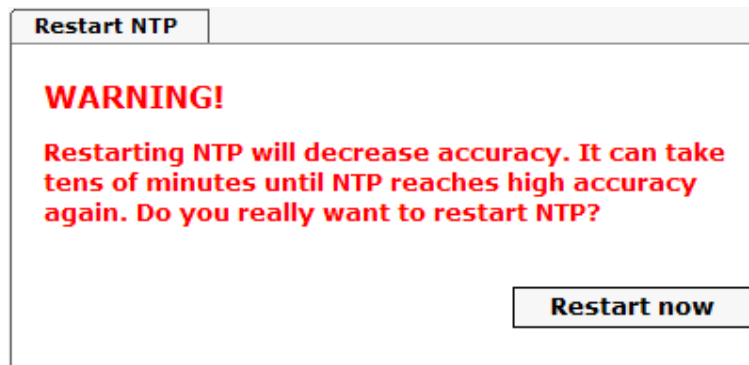 Restart NTP
WARNING!
Restarting NTP will decrease accuracy. It can take
tens of minutes until NTP reaches high accuracy
again. Do you really want to restart NTP?
Restart now